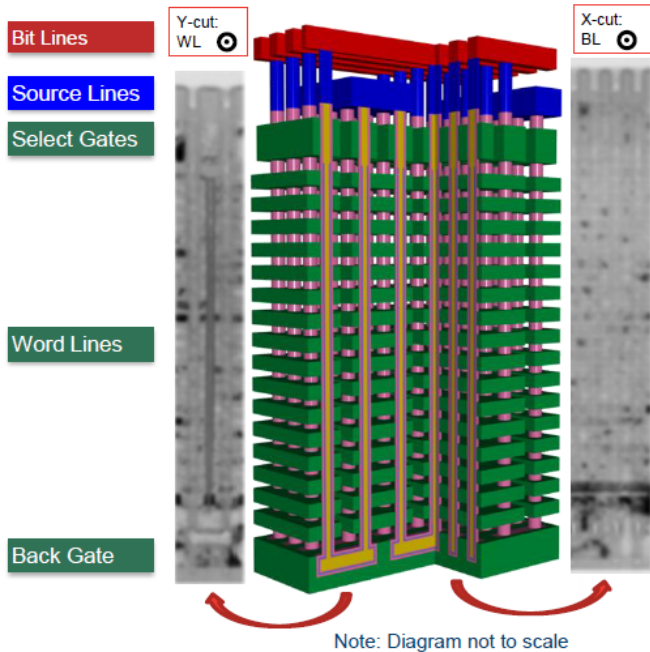 Bit Lines
Y-cut:
WL
X-cut:
BL
Source Lines
Select Gates
Word Lines
Back Gate
Note: Diagram not to scale